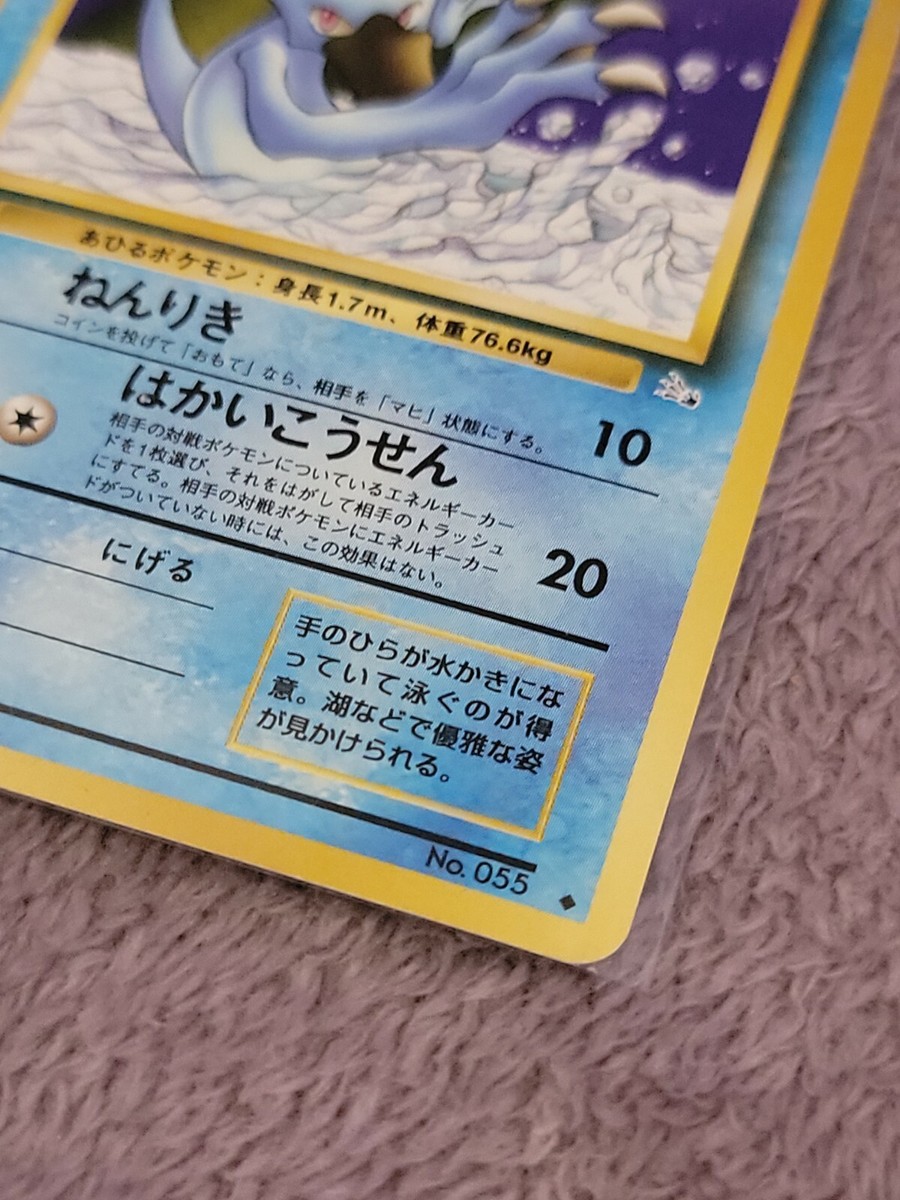 あひるポケモン：身長1.7m、体重76.6kg
ねんりき
10
コインを投げて「おもて」なら、相手を「マヒ」状態にする。
はかいこうせん
20
相手の対戦ポケモンについているエネルギーカー
ドを1枚選び、それをはがして相手のトラッシュ
にすてる。相手の対戦ポケモンにエネルギーカー
ドがついていない時には、この効果はない。
にげる
手のひらが水かきにな
っていて泳ぐのが得
意。湖などで優雅な姿
が見かけられる。
No. 055